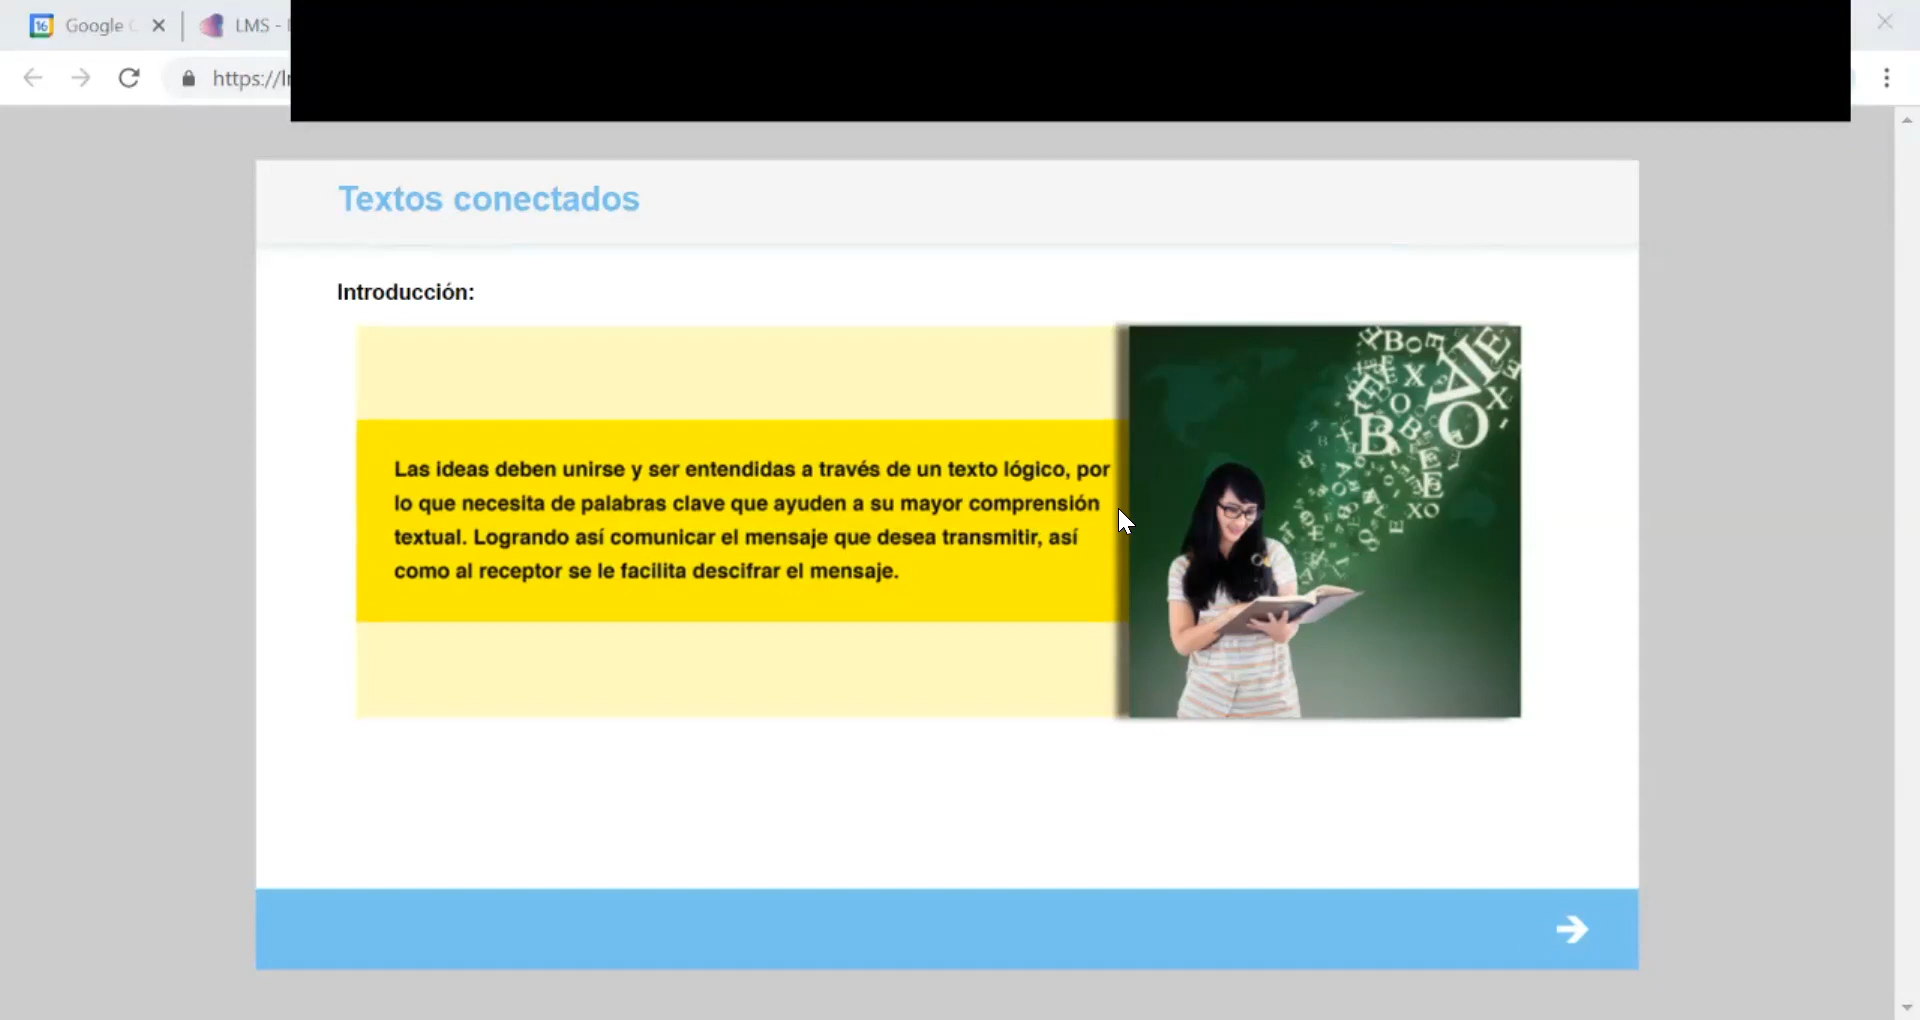 Google
LMS -
https://
Textos conectados
Introducción:
Las ideas deben unirse y ser entendidas a través de un texto lógico, por
lo que necesita de palabras clave que ayuden a su mayor comprensión
textual. Logrando así comunicar el mensaje que desea transmitir, así
como al receptor se le facilita descifrar el mensaje.